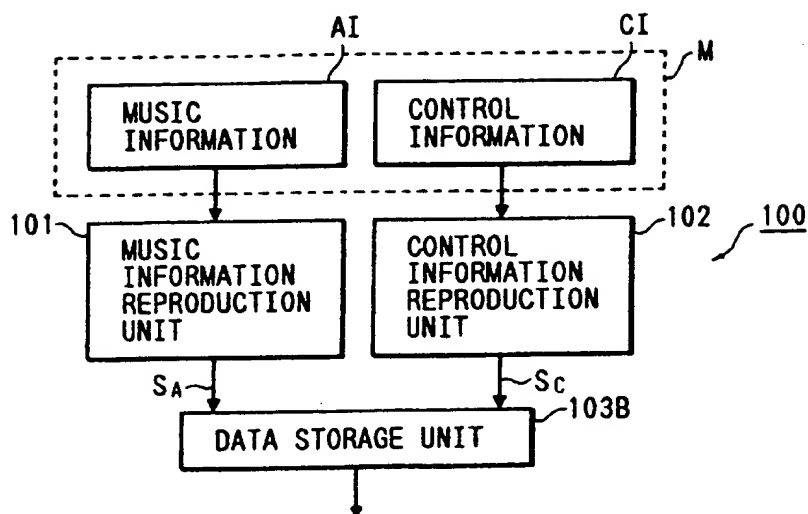 AI
CI
M
MUSIC
INFORMATION
CONTROL
INFORMATION
101
102
100
MUSIC
INFORMATION
REPRODUCTION
UNIT
CONTROL
INFORMATION
REPRODUCTION
UNIT
SA
SC
103B
DATA STORAGE UNIT